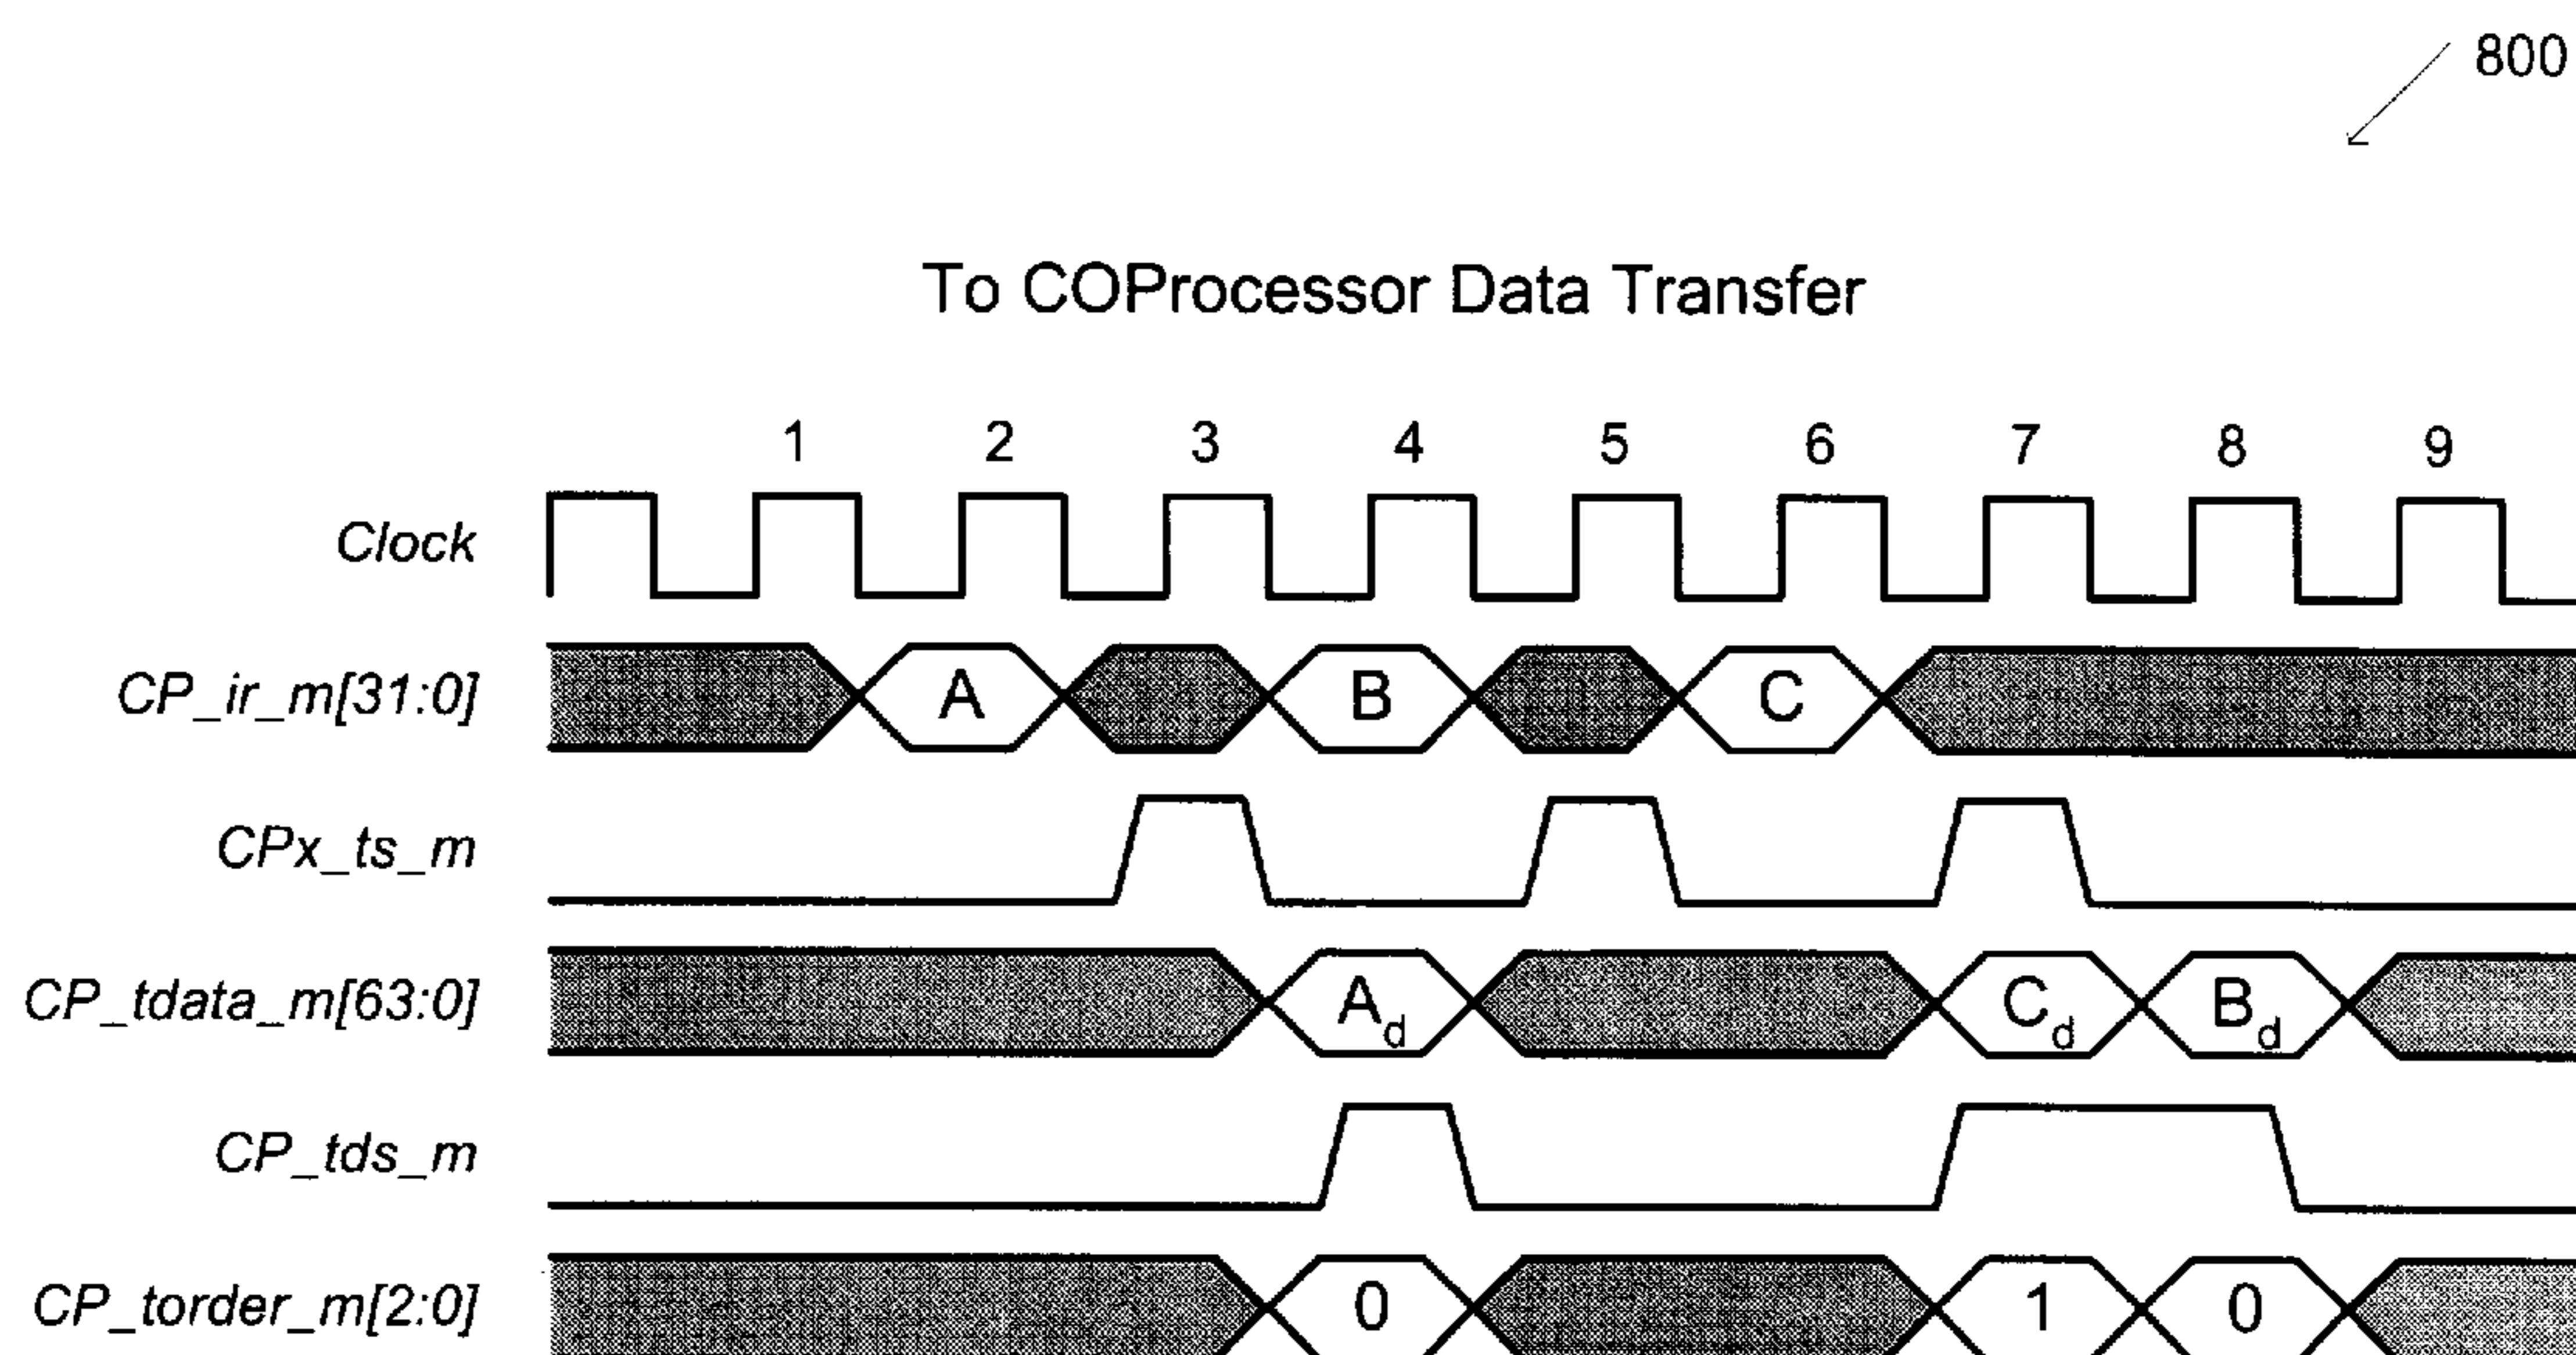 800
To COProcessor Data Transfer
1 2 3 4 5 6 7 8 9
Clock
CP_ir_m[31:0] A B C
CPx_ts_m
CP_tdata_m[63:0] Ad Cd Bd
CP_tds_m
CP_torder_m[2:0] 0 1 0